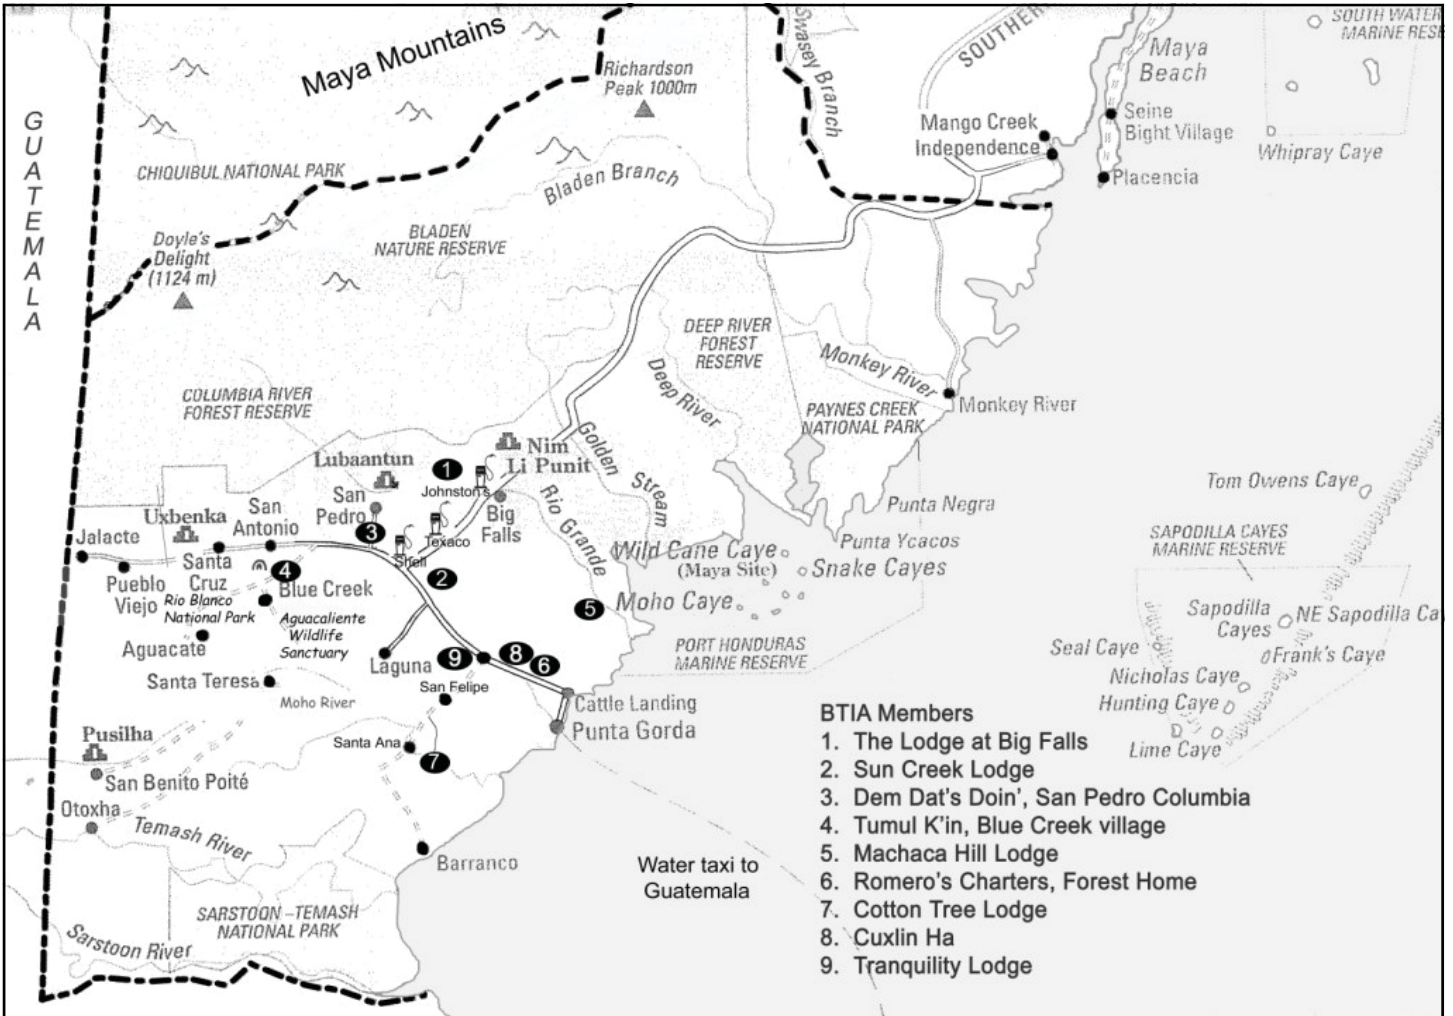 GUATEMALA
Maya Mountains
Richardson
Peak 1000m
Swasey Branch
SOUTHERN
Maya
Beach
SOUTH WATER
MARINE RESE
Seine
Bight Village
Whipray Caye
Mango Creek
Independence
Placencia
CHIQUIBUL NATIONAL PARK
Bladen Branch
BLADEN
NATURE RESERVE
Doyle's
Delight
(1124 m)
DEEP RIVER
FOREST
RESERVE
Monkey River
Deep River
PAYNES CREEK
NATIONAL PARK
Monkey River
COLUMBIA RIVER
FOREST RESERVE
Nim
Li Punit
Golden
Stream
Lubaantun
1
Johnston's
San
Pedro
San
Antonio
Uxbenka
Big
Falls
Rio Grande
Punta Negra
Tom Owens Caye
Jalacte
3
Texaco
Shell
Punta Ycacos
SAPODILLA CAYES
MARINE RESERVE
Wild Cane Caye
(Maya Site)
Snake Cayes
Pueblo
Viejo
Santa
Cruz
4
Blue Creek
2
Rio Blanco
National Park
5
Moho Caye
Sapodilla
Cayes
NE Sapodilla Ca
Aguacaliente
Wildlife
Sanctuary
Aguacate
Laguna
9
8
6
PORT HONDURAS
MARINE RESERVE
Seal Caye
Frank's Caye
Nicholas Caye
Hunting Caye
Lime Caye
Santa Teresa
Moho River
San Felipe
Cattle Landing
Punta Gorda
Pusilha
Santa Ana
7
San Benito Poité
Otoxha
Temash River
Barranco
Water taxi to
Guatemala
SARSTOON – TEMASH
NATIONAL PARK
Sarstoon River
BTIA Members
1. The Lodge at Big Falls
2. Sun Creek Lodge
3. Dem Dat's Doin', San Pedro Columbia
4. Tumul K'in, Blue Creek village
5. Machaca Hill Lodge
6. Romero's Charters, Forest Home
7. Cotton Tree Lodge
8. Cuxlin Ha
9. Tranquility Lodge